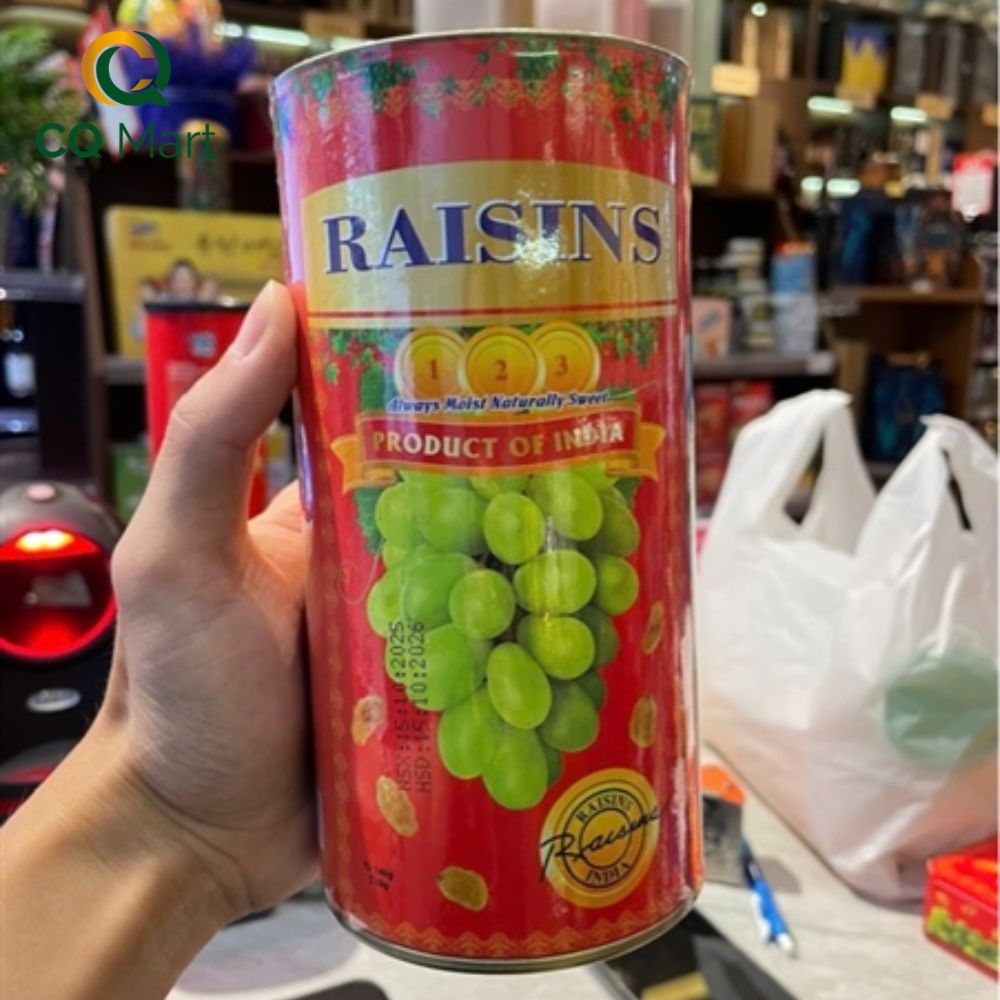 CQ Mart
RAISINS
1 2 3
Always Moist Naturally Sweet
PRODUCT OF INDIA
NSX:15:10:2025
HSD:15:10:2026
RAISINS
Raisins
INDIA